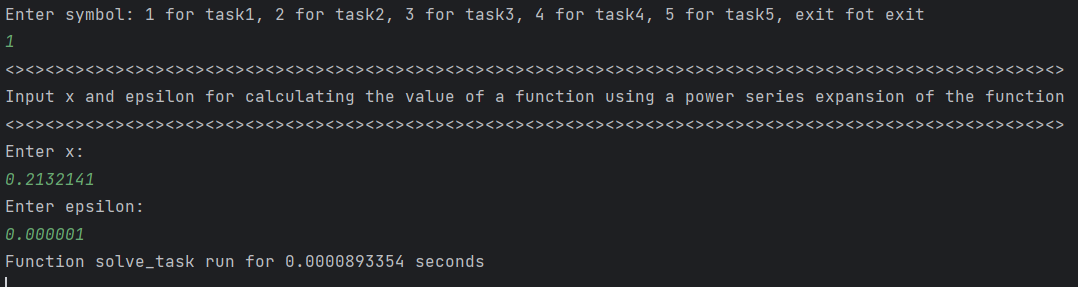 Enter symbol: 1 for task1, 2 for task2, 3 for task3, 4 for task4, 5 for task5, exit fot exit
1
<><><><><><><><><><><><><><><><><><><><><><><><><><><><><><><><><><><><><><><><><><><><><><><><><><><><><>
Input x and epsilon for calculating the value of a function using a power series expansion of the function
<><><><><><><><><><><><><><><><><><><><><><><><><><><><><><><><><><><><><><><><><><><><><><><><><><><><><>
Enter x:
0.2132141
Enter epsilon:
0.000001
Function solve_task run for 0.0000893354 seconds